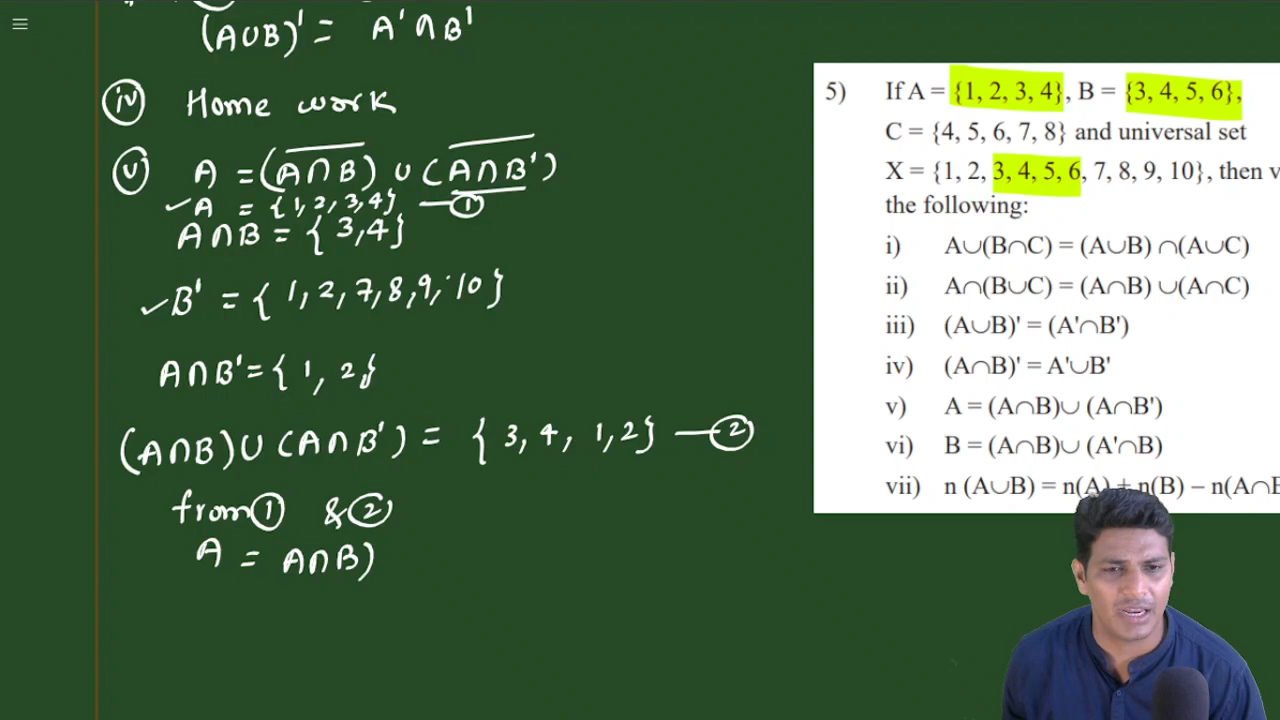 (A∪B)' = A'∩B'
iv Home work
v A = (A∩B) ∪ (A∩B')
A = {1, 2, 3, 4} — 1
A∩B = { 3,4}
B' = { 1, 2, 7, 8, 9, 10}
A∩B' = { 1, 2}
(A∩B)∪(A∩B') = { 3, 4, 1, 2} — 2
from 1 & 2
A = A∩B)
5) If A = {1, 2, 3, 4}, B = {3, 4, 5, 6},
C = {4, 5, 6, 7, 8} and universal set
X = {1, 2, 3, 4, 5, 6, 7, 8, 9, 10}, then v
the following:
i) A∪(B∩C) = (A∪B) ∩(A∪C)
ii) A∩(B∪C) = (A∩B) ∪(A∩C)
iii) (A∪B)' = (A'∩B')
iv) (A∩B)' = A'∪B'
v) A = (A∩B)∪ (A∩B')
vi) B = (A∩B)∪ (A'∩B)
vii) n (A∪B) = n(A) + n(B) − n(A∩B